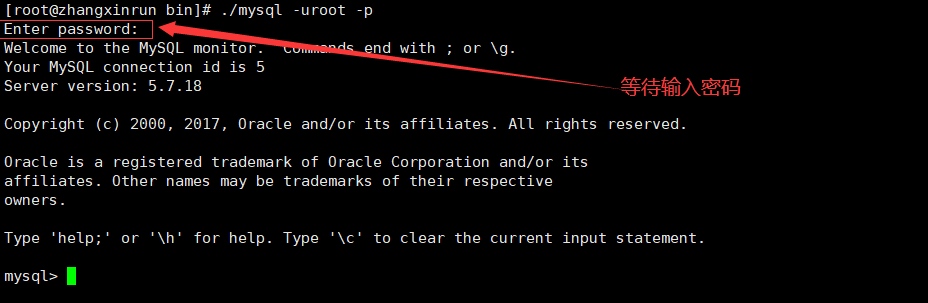 [root@zhangxinrun bin]# ./mysql -uroot -p
Enter password:
Welcome to the MySQL monitor.  Commands end with ; or \g.
Your MySQL connection id is 5
等待输入密码
Server version: 5.7.18
Copyright (c) 2000, 2017, Oracle and/or its affiliates. All rights reserved.
Oracle is a registered trademark of Oracle Corporation and/or its
affiliates. Other names may be trademarks of their respective
owners.
Type 'help;' or '\h' for help. Type '\c' to clear the current input statement.
mysql>